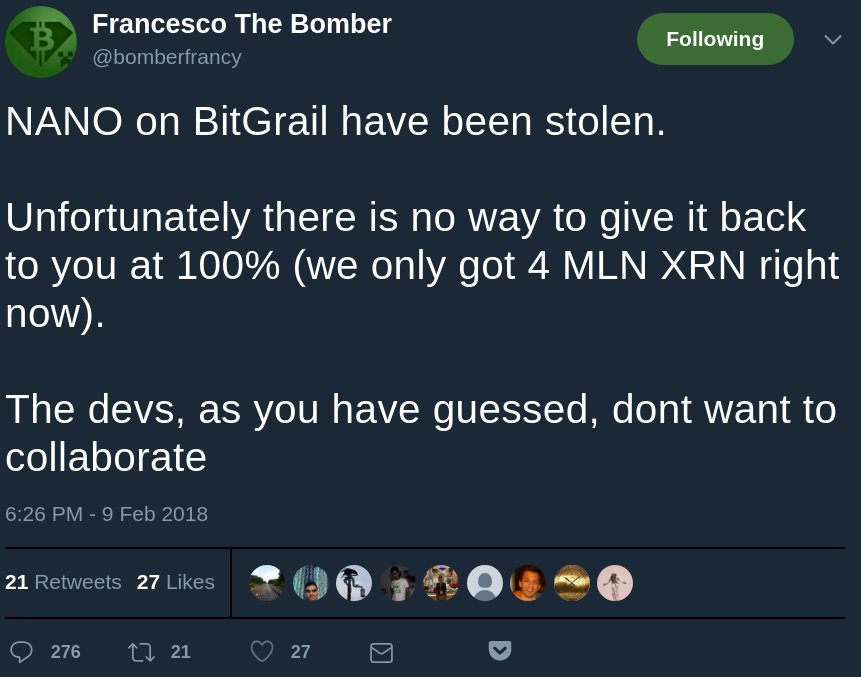 Francesco The Bomber
@bomberfrancy
Following
NANO on BitGrail have been stolen.
Unfortunately there is no way to give it back
to you at 100% (we only got 4 MLN XRN right
now).
The devs, as you have guessed, dont want to
collaborate
6:26 PM - 9 Feb 2018
21 Retweets 27 Likes
276 21 27